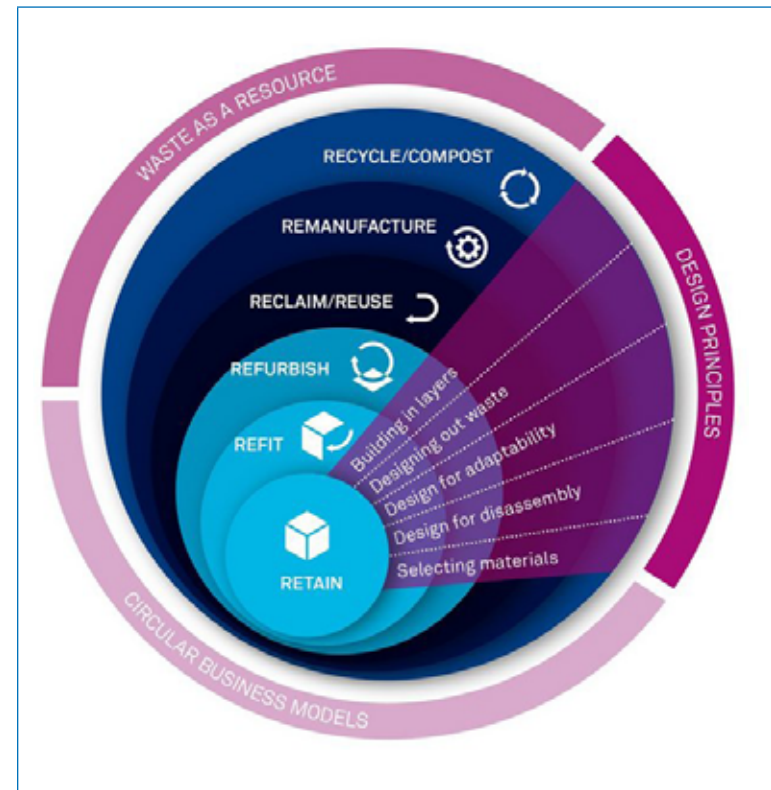 WASTE AS A RESOURCE
RECYCLE/COMPOST
REMANUFACTURE
RECLAIM/REUSE
REFURBISH
REFIT
RETAIN
Building in layers
Designing out waste
Design for adaptability
Design for disassembly
Selecting materials
DESIGN PRINCIPLES
CIRCULAR BUSINESS MODELS